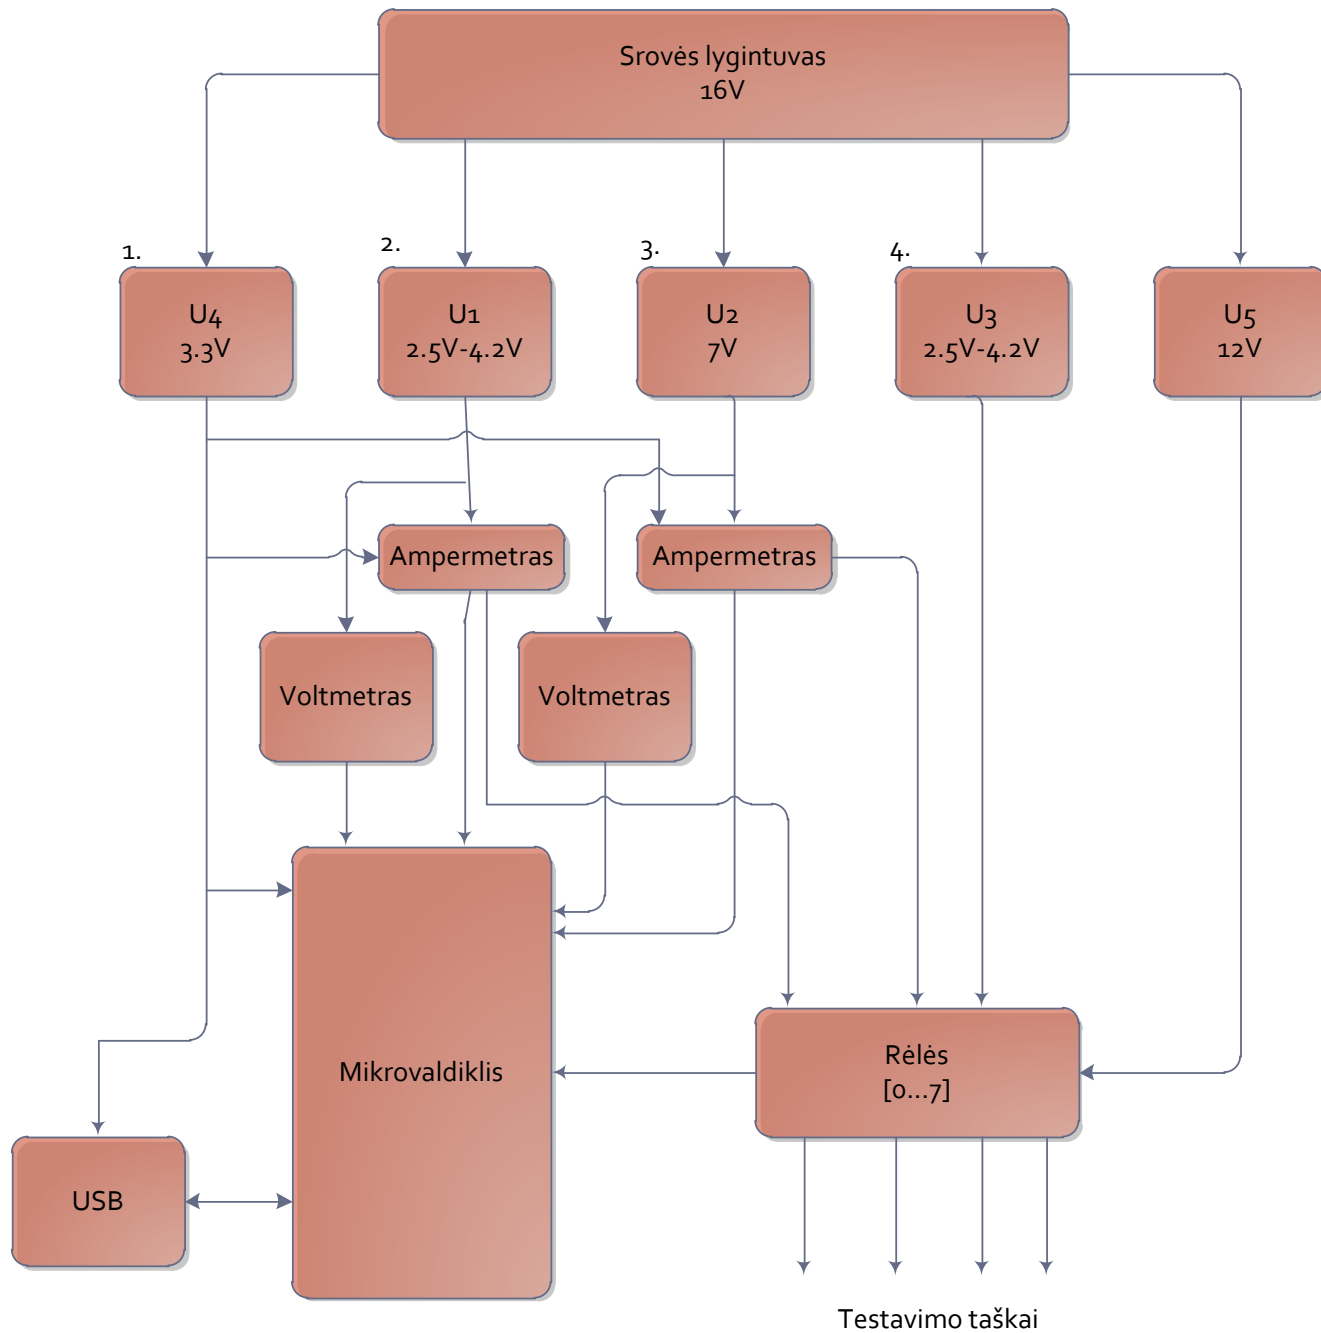 Srovės lygintuvas
16V
1.
2.
3.
4.
U4
3.3V
U1
2.5V-4.2V
U2
7V
U3
2.5V-4.2V
U5
12V
Ampermetras
Ampermetras
Voltmetras
Voltmetras
Mikrovaldiklis
Rėlės
[0...7]
USB
Testavimo taškai